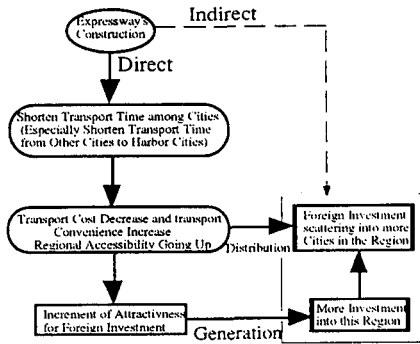 Expressway's
Construction
Indirect
Direct
Shorten Transport Time among Cities
(Especially Shorten Transport Time
from Other Cities to Harbor Cities)
Transport Cost Decrease and transport
Convenience Increase
Regional Accessibility Going Up
Distribution
Foreign Investment
scattering into more
Cities in the Region
Increment of Attractivness
for Foreign Investment
Generation
More Investment
into this Region